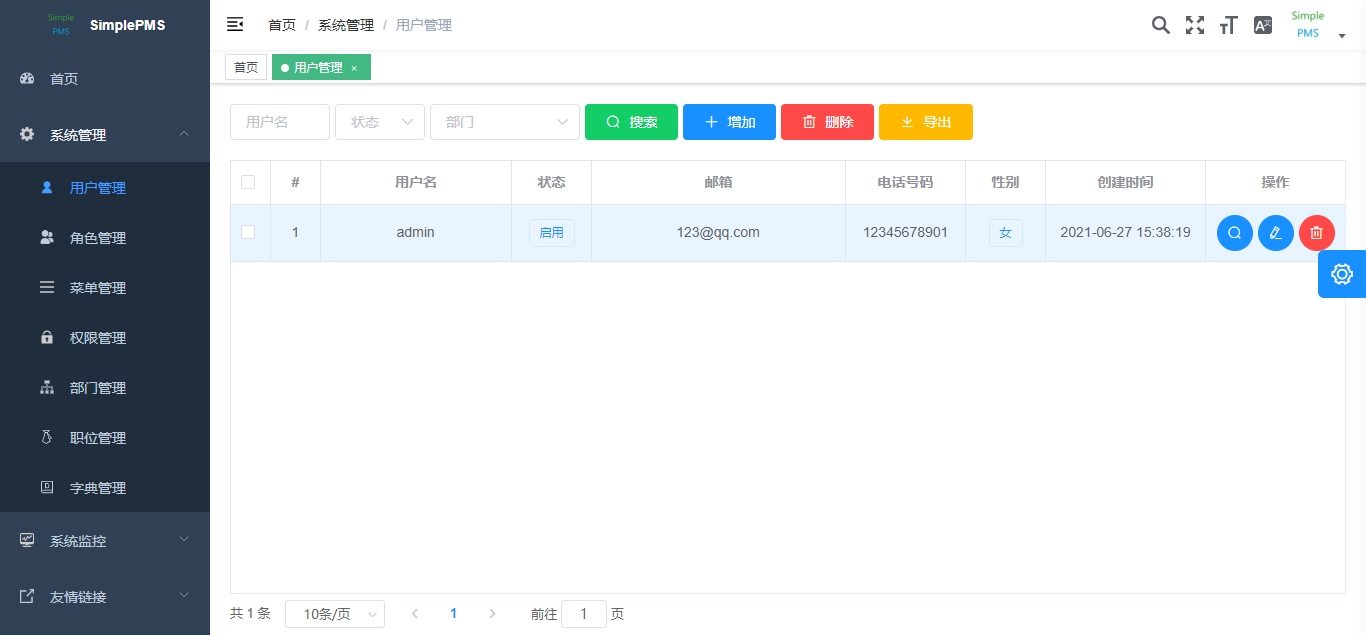 Simple
PMS
SimplePMS
首页
系统管理
用户管理
角色管理
菜单管理
权限管理
部门管理
职位管理
字典管理
系统监控
友情链接
首页 / 系统管理 / 用户管理
Simple
PMS
首页
用户管理 ×
用户名 状态 部门 搜索 增加 删除 导出
# 用户名 状态 邮箱 电话号码 性别 创建时间 操作
1 admin 启用 123@qq.com 12345678901 女 2021-06-27 15:38:19
共 1 条 10条/页 1 前往 1 页